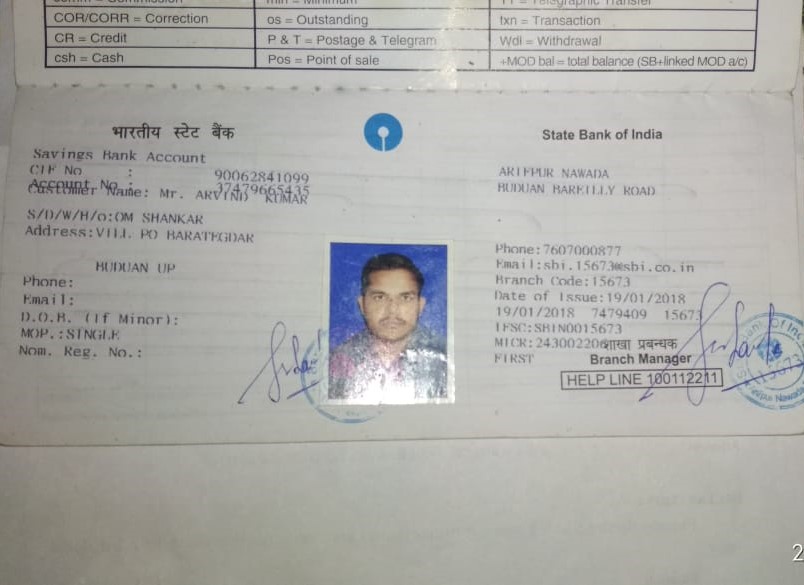 COR/CORR = Correction
os = Outstanding
txn = Transaction
CR = Credit
P & T = Postage & Telegram
Wdl = Withdrawal
csh = Cash
Pos = Point of sale
+MOD bal = total balance (SB+linked MOD a/c)
भारतीय स्टेट बैंक
State Bank of India
Savings Bank Account
CIF No : 90062841099
Account No : 37479665435
Customer Name: Mr. ARVIND KUMAR
S/D/W/H/o:OM SHANKAR
Address:VILL PO BARATEGDAR
BUDUAN UP
Phone:
Email:
D.O.B. (If Minor):
MOP.:SINGLE
Nom. Reg. No.:
ARIFPUR NAWADA
BUDUAN BAREILLY ROAD
Phone:7607000877
Email:sbi.15673@sbi.co.in
Branch Code:15673
Date of Issue:19/01/2018
19/01/2018 7479409 15673
IFSC:SBIN0015673
MICR:243002206
शाखा प्रबन्धक
FIRST
Branch Manager
HELP LINE 100112211